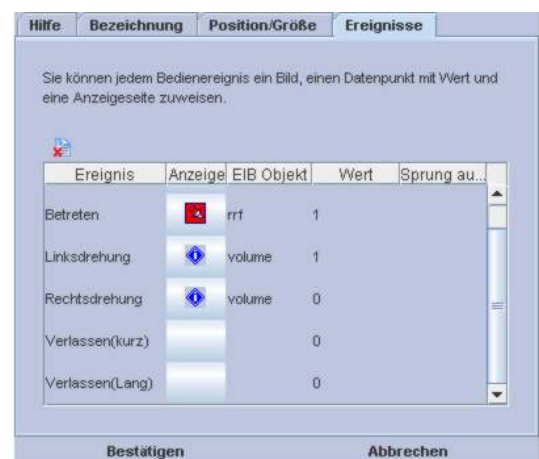 Hilfe Bezeichnung Position/Größe Ereignisse
Sie können jedem Bedienereignis ein Bild, einen Datenpunkt mit Wert und
eine Anzeigeseite zuweisen.
Ereignis Anzeige EIB Objekt Wert Sprung au...
Betreten rrf 1
Linksdrehung volume 1
Rechtsdrehung volume 0
Verlassen(kurz) 0
Verlassen(Lang) 0
Bestätigen Abbrechen